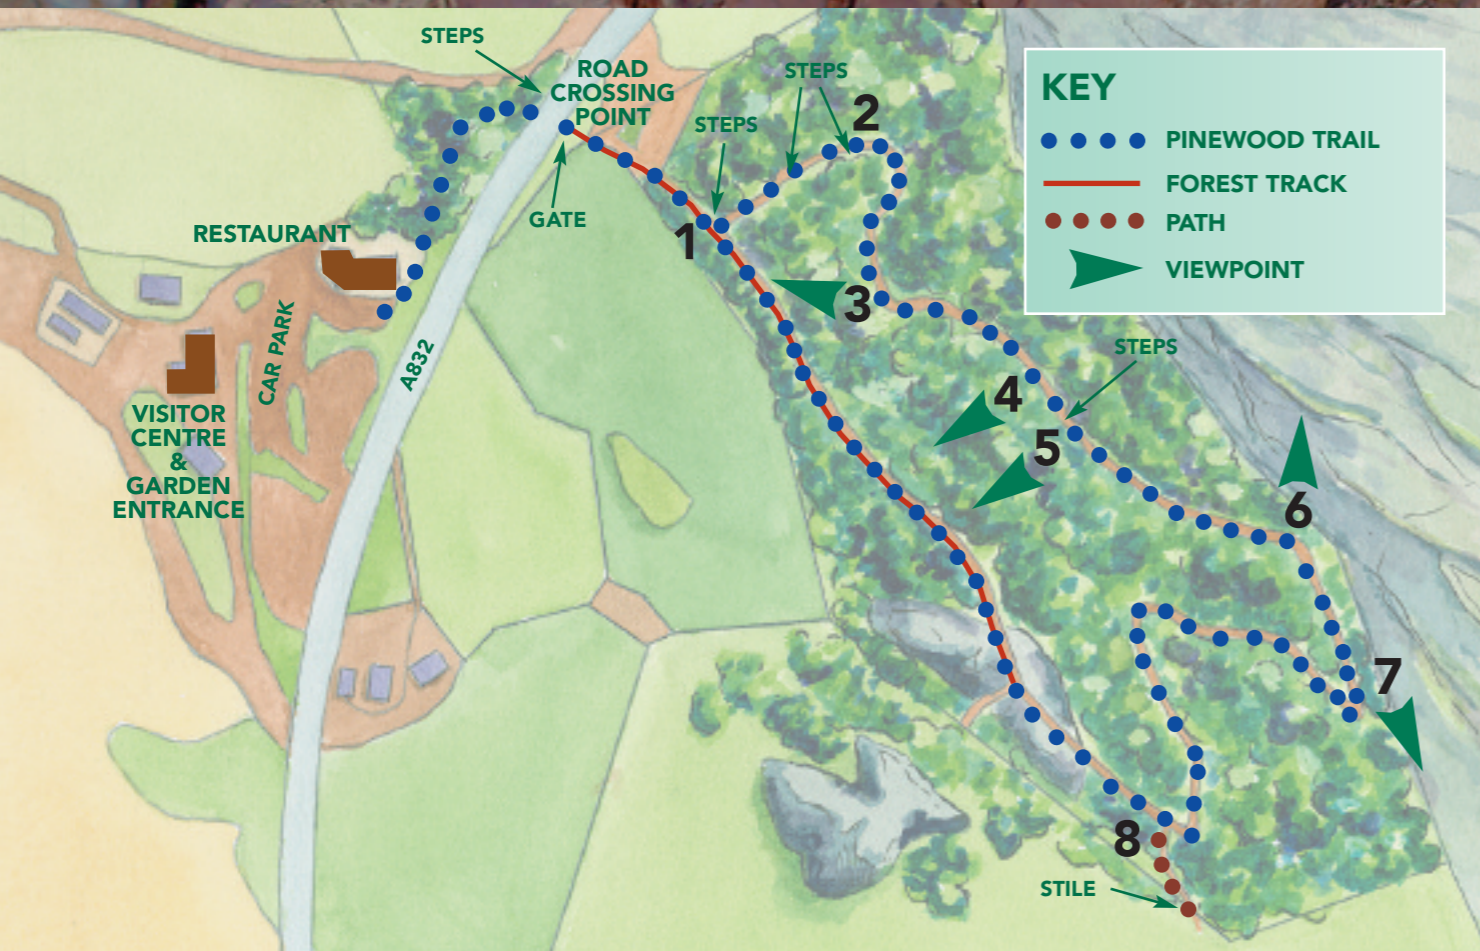 STEPS
ROAD
CROSSING
POINT
STEPS
STEPS
2
GATE
1
RESTAURANT
3
CAR PARK
A832
VISITOR
CENTRE
&
GARDEN
ENTRANCE
STEPS
4
5
6
7
8
STILE
KEY
PINEWOOD TRAIL
FOREST TRACK
PATH
VIEWPOINT